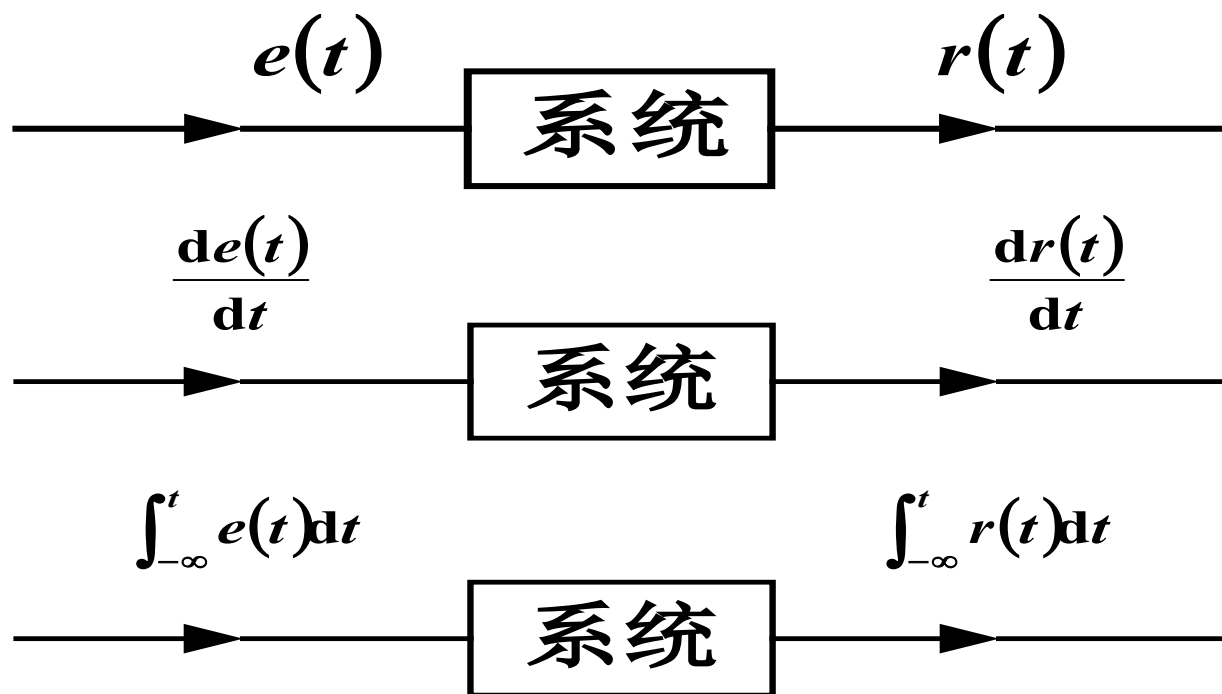 e(t) 系统 r(t)
de(t)/dt 系统 dr(t)/dt
∫_{-∞}^{t} e(t)dt 系统 ∫_{-∞}^{t} r(t)dt